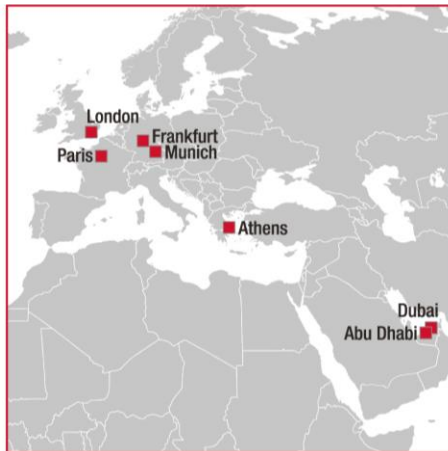 London
Frankfurt
Paris
Munich
Athens
Dubai
Abu Dhabi